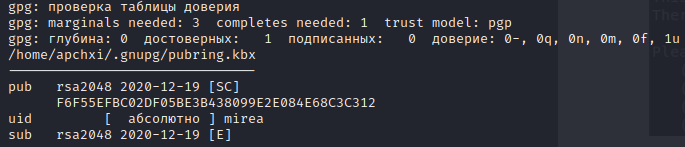 gpg: проверка таблицы доверия
gpg: marginals needed: 3  completes needed: 1  trust model: pgp
gpg: глубина: 0  достоверных:   1  подписанных:   0  доверие: 0-, 0q, 0n, 0m, 0f, 1u
/home/apchxi/.gnupg/pubring.kbx
-------------------------------
pub   rsa2048 2020-12-19 [SC]
      F6F55EFBC02DF05BE3B438099E2E084E68C3C312
uid         [  абсолютно ] mirea
sub   rsa2048 2020-12-19 [E]